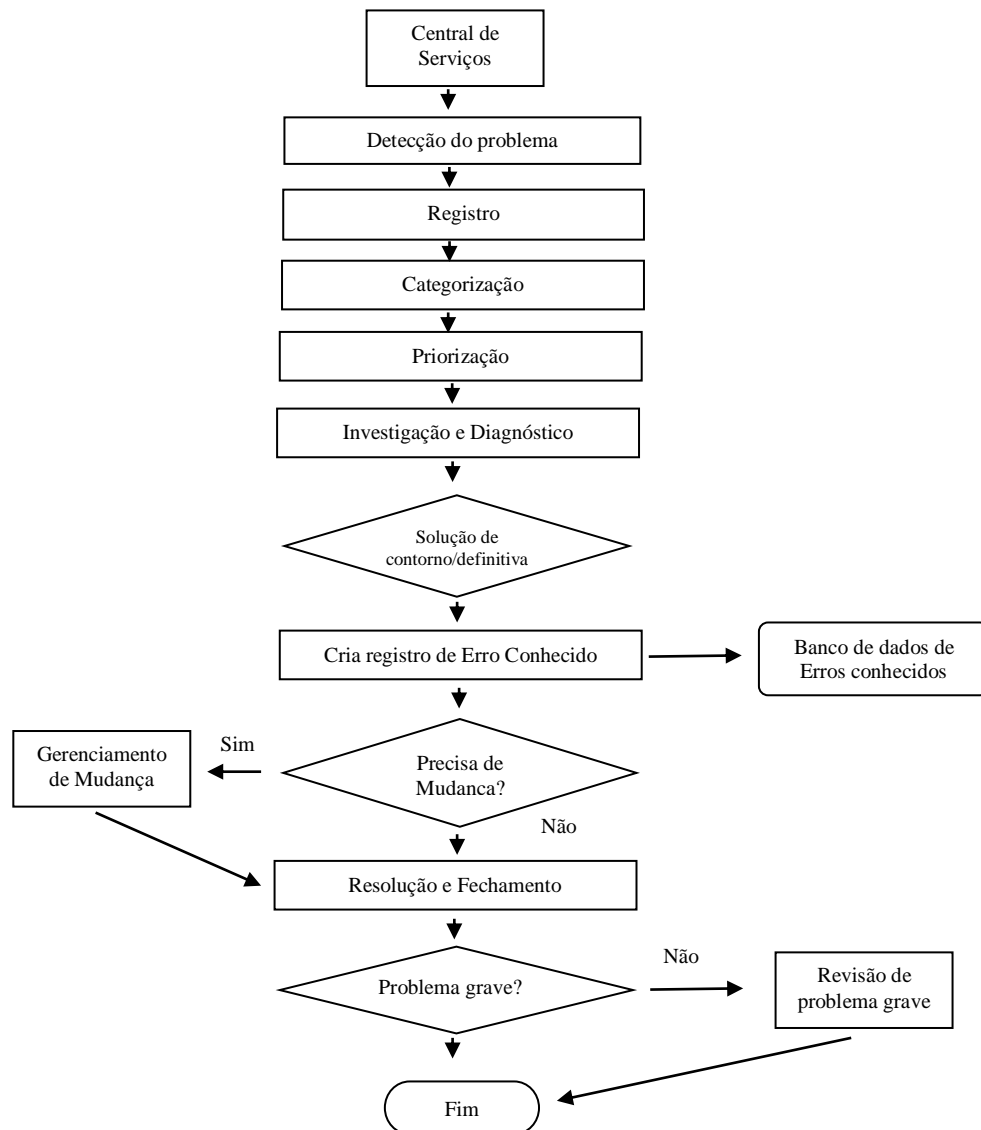 Central de
Serviços
Detecção do problema
Registro
Categorização
Priorização
Investigação e Diagnóstico
Solução de
contorno/definitiva
Cria registro de Erro Conhecido
Banco de dados de
Erros conhecidos
Gerenciamento
de Mudança
Sim
Precisa de
Mudanca?
Não
Resolução e Fechamento
Problema grave?
Não
Revisão de
problema grave
Fim